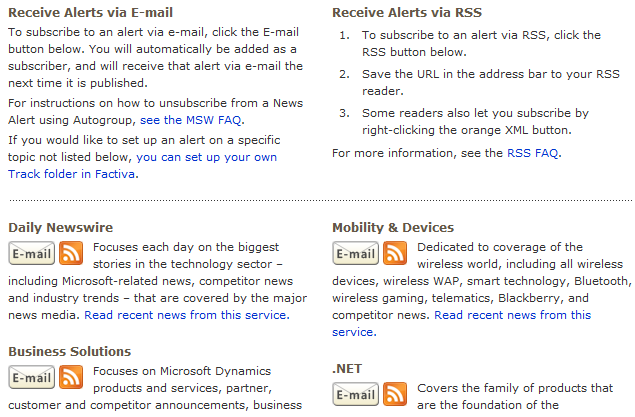 Receive Alerts via E-mail
To subscribe to an alert via e-mail, click the E-mail
button below. You will automatically be added as a
subscriber, and will receive that alert via e-mail the
next time it is published.
For instructions on how to unsubscribe from a News
Alert using Autogroup, see the MSW FAQ.
If you would like to set up an alert on a specific
topic not listed below, you can set up your own
Track folder in Factiva.
Receive Alerts via RSS
1. To subscribe to an alert via RSS, click the
RSS button below.
2. Save the URL in the address bar to your RSS
reader.
3. Some readers also let you subscribe by
right-clicking the orange XML button.
For more information, see the RSS FAQ.
Daily Newswire
E-mail Focuses each day on the biggest
stories in the technology sector –
including Microsoft-related news, competitor news
and industry trends – that are covered by the major
news media. Read recent news from this service.
Business Solutions
E-mail Focuses on Microsoft Dynamics
products and services, partner,
customer and competitor announcements, business
Mobility & Devices
E-mail Dedicated to coverage of the
wireless world, including all wireless
devices, wireless WAP, smart technology, Bluetooth,
wireless gaming, telematics, Blackberry, and
competitor news. Read recent news from this
service.
.NET
E-mail Covers the family of products that
are the foundation of the